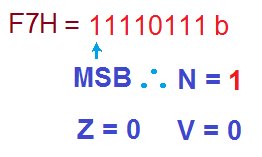 F7H = 11110111 b
MSB ∴ N = 1
Z = 0 V = 0